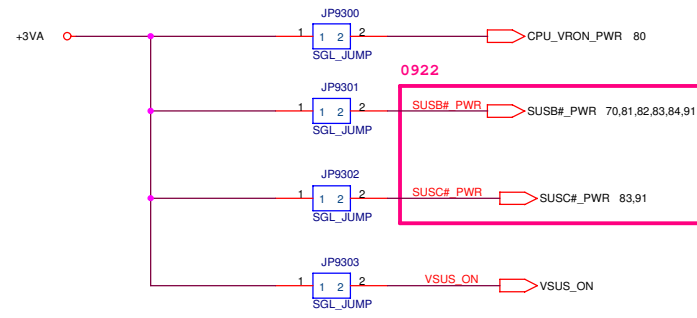 JP9300
+3VA
1 1 2 2
CPU_VRON_PWR 80
SGL_JUMP
0922
JP9301
1 1 2 2
SUSB#_PWR
SUSB#_PWR 70,81,82,83,84,91
SGL_JUMP
JP9302
1 1 2 2
SUSC#_PWR
SUSC#_PWR 83,91
SGL_JUMP
JP9303
1 1 2 2
VSUS_ON
VSUS_ON
SGL_JUMP